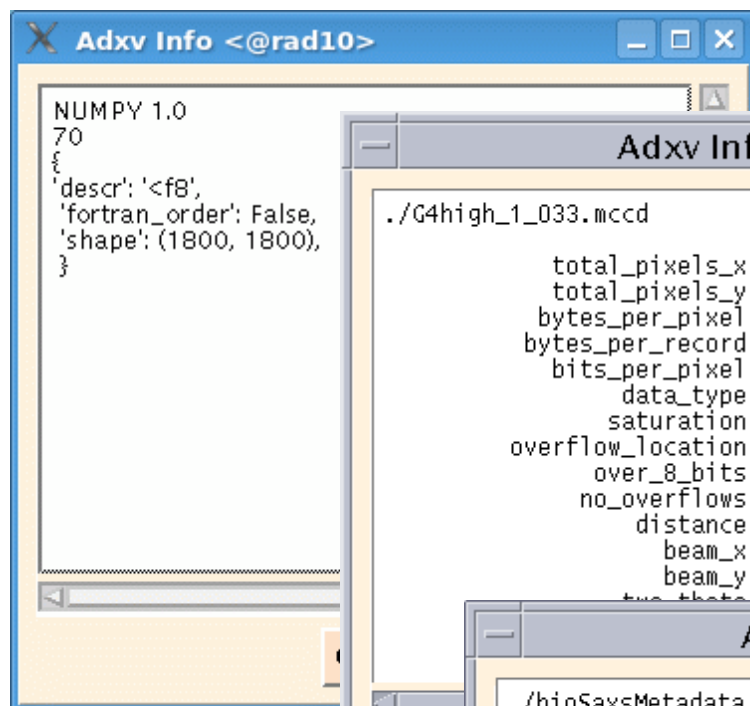 Adxv Info <@rad10>
NUMPY 1.0
70
{
'descr': '<f8',
'fortran_order': False,
'shape': (1800, 1800),
}
Adxv Inf
./G4high_1_033.mccd
total_pixels_x
total_pixels_y
bytes_per_pixel
bytes_per_record
bits_per_pixel
data_type
saturation
overflow_location
over_8_bits
no_overflows
distance
beam_x
beam_y
two_theta
/bioSaxsMetadata